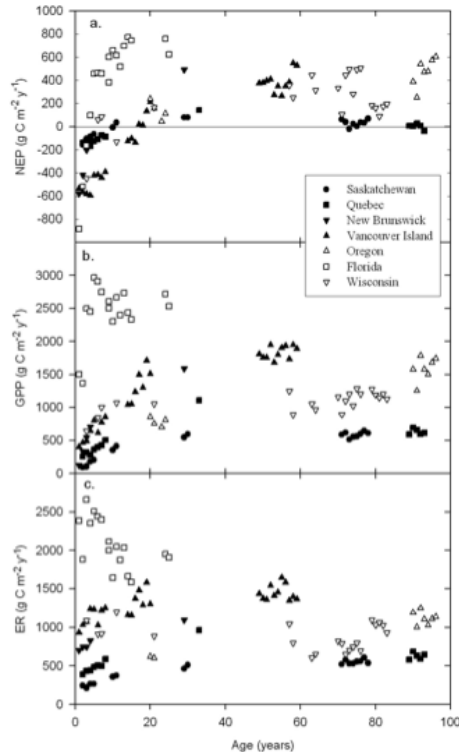 a.
NEP (g C m-2 y-1)
800
600
400
200
0
-200
-400
-600
-800
Saskatchewan
Quebec
New Brunswick
Vancouver Island
Oregon
Florida
Wisconsin
b.
GPP (g C m-2 y-1)
3000
2500
2000
1500
1000
500
0
c.
ER (g C m-2 y-1)
2500
2000
1500
1000
500
0
0 20 40 60 80 100
Age (years)